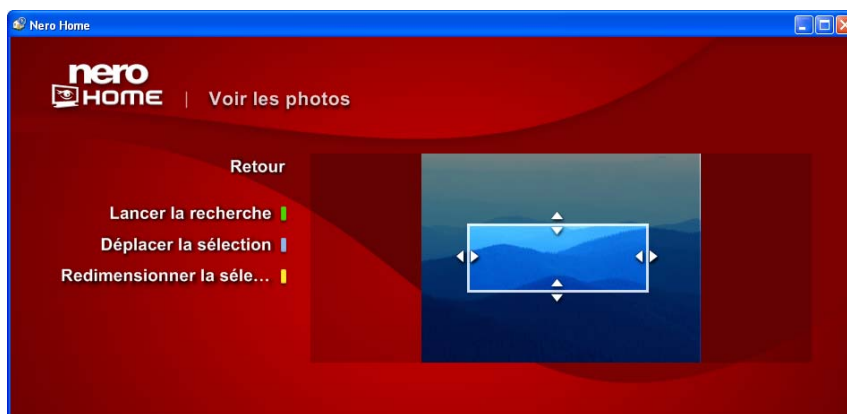 Nero Home
nero
HOME | Voir les photos
Retour
Lancer la recherche
Déplacer la sélection
Redimensionner la séle...